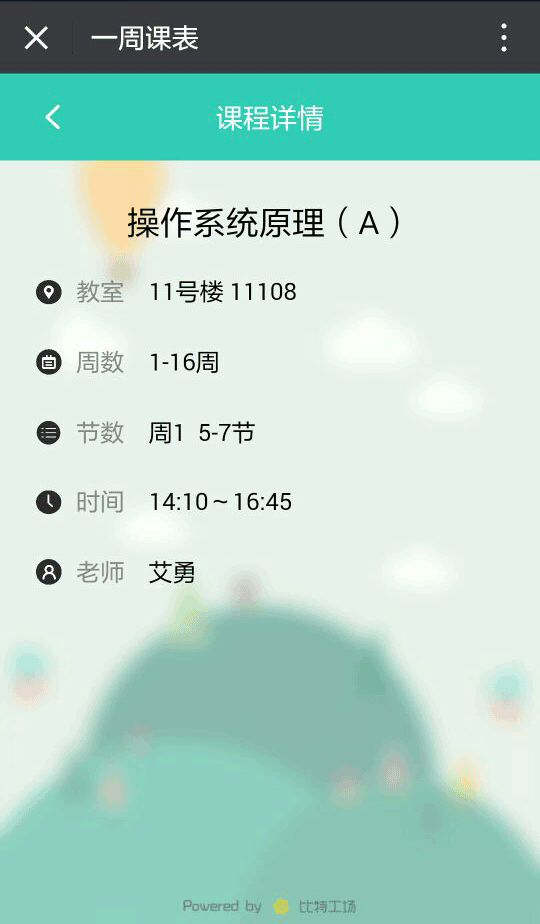 一周课表
课程详情
操作系统原理（A）
教室 11号楼 11108
周数 1-16周
节数 周1 5-7节
时间 14:10～16:45
老师 艾勇
Powered by 比特工场